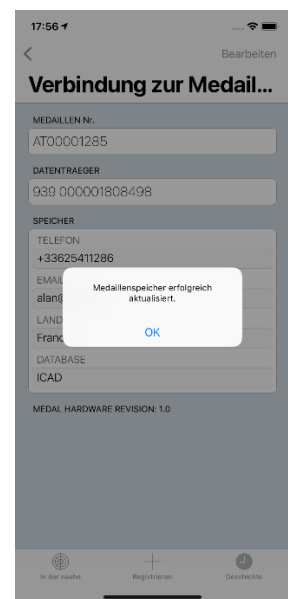 17:56
Bearbeiten
Verbindung zur Medail...
MEDAILLEN Nr.
AT00001285
DATENTRAEGER
939 000001808498
SPEICHER
TELEFON
+33625411286
EMAIL
alan@
LAND
Franc
DATABASE
ICAD
Medaillenspeicher erfolgreich
aktualisiert.
OK
MEDAL HARDWARE REVISION: 1.0
In der naehe
Registrieren
Geschichte